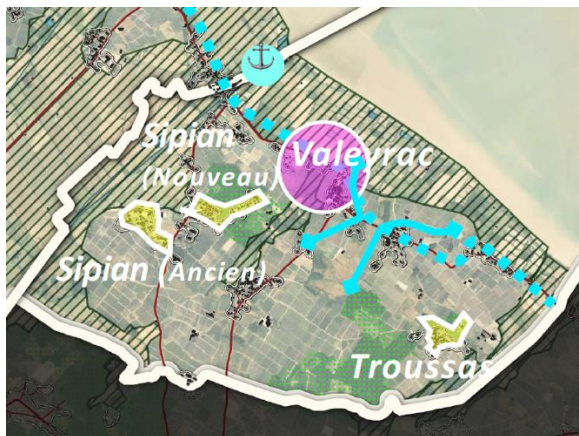 Sipian
(Nouveau)
Valeyrac
Sipian (Ancien)
Troussas